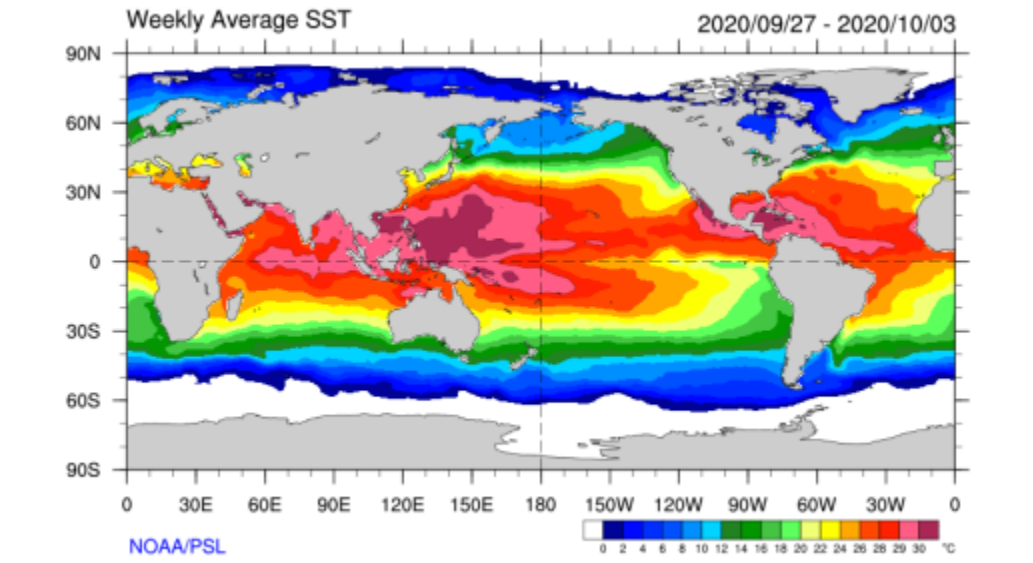 Weekly Average SST
2020/09/27 - 2020/10/03
90N
60N
30N
0
30S
60S
90S
0 30E 60E 90E 120E 150E 180 150W 120W 90W 60W 30W 0
0 2 4 6 8 10 12 14 16 18 20 22 24 26 28 29 30 °C
NOAA/PSL